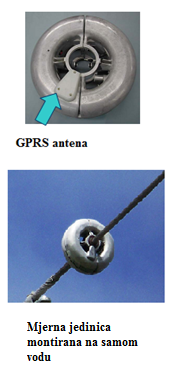 GPRS antena
Mjerna jedinica
montirana na samom
vodu